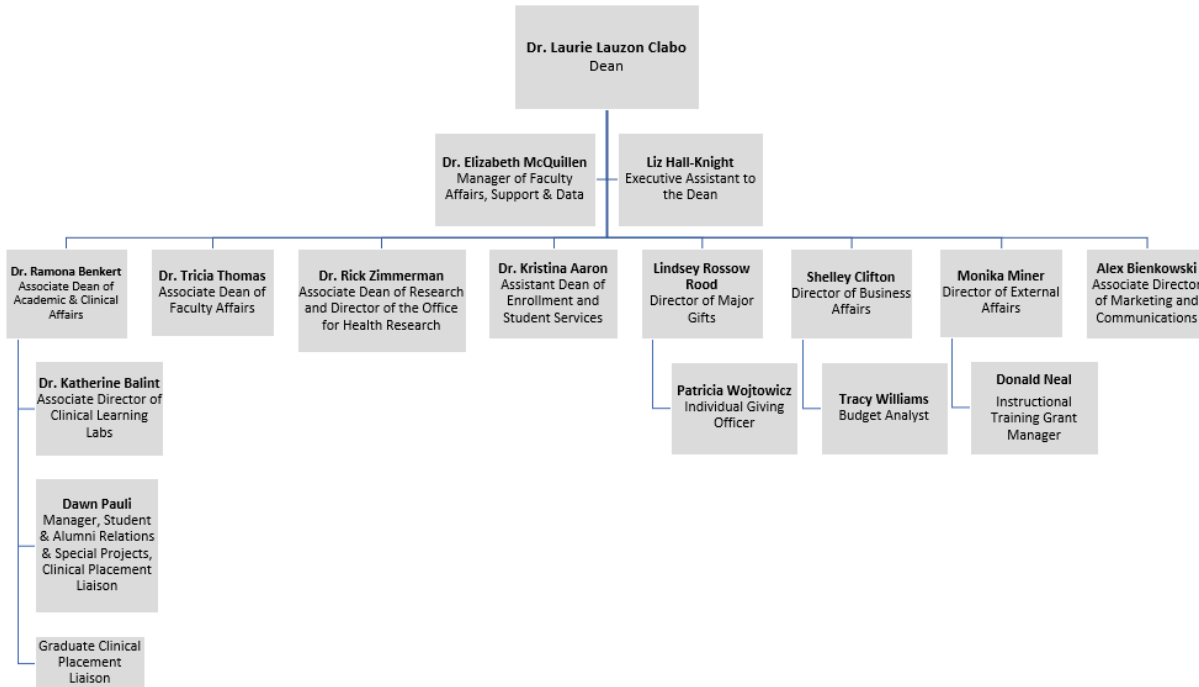 Dr. Laurie Lauzon Clabo
Dean
Dr. Elizabeth McQuillen
Manager of Faculty
Affairs, Support & Data
Liz Hall-Knight
Executive Assistant to
the Dean
Dr. Ramona Benkert
Associate Dean of
Academic & Clinical
Affairs
Dr. Tricia Thomas
Associate Dean of
Faculty Affairs
Dr. Rick Zimmerman
Associate Dean of Research
and Director of the Office
for Health Research
Dr. Kristina Aaron
Assistant Dean of
Enrollment and
Student Services
Lindsey Rossow
Rood
Director of Major
Gifts
Shelley Clifton
Director of Business
Affairs
Monika Miner
Director of External
Affairs
Alex Bienkowski
Associate Director
of Marketing and
Communications
Dr. Katherine Balint
Associate Director of
Clinical Learning
Labs
Patricia Wojtowicz
Individual Giving
Officer
Tracy Williams
Budget Analyst
Donald Neal
Instructional
Training Grant
Manager
Dawn Pauli
Manager, Student
& Alumni Relations
& Special Projects,
Clinical Placement
Liaison
Graduate Clinical
Placement
Liaison